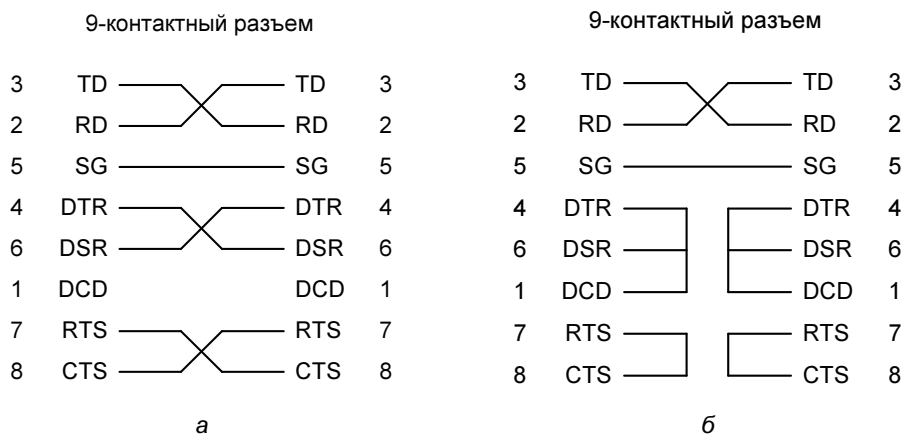 9-контактный разъем
3 TD TD 3
2 RD RD 2
5 SG SG 5
4 DTR DTR 4
6 DSR DSR 6
1 DCD DCD 1
7 RTS RTS 7
8 CTS CTS 8
а
9-контактный разъем
3 TD TD 3
2 RD RD 2
5 SG SG 5
4 DTR DTR 4
6 DSR DSR 6
1 DCD DCD 1
7 RTS RTS 7
8 CTS CTS 8
б